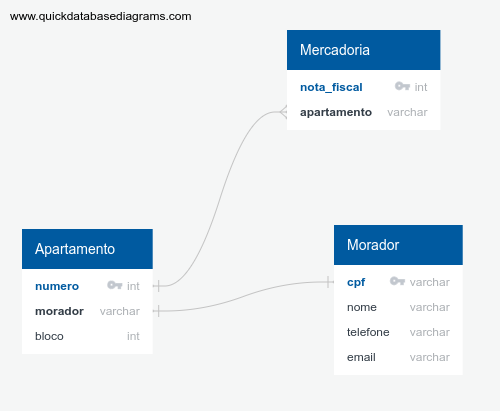 www.quickdatabasediagrams.com
Mercadoria
nota_fiscal int
apartamento varchar
Apartamento
numero int
morador varchar
bloco int
Morador
cpf varchar
nome varchar
telefone varchar
email varchar